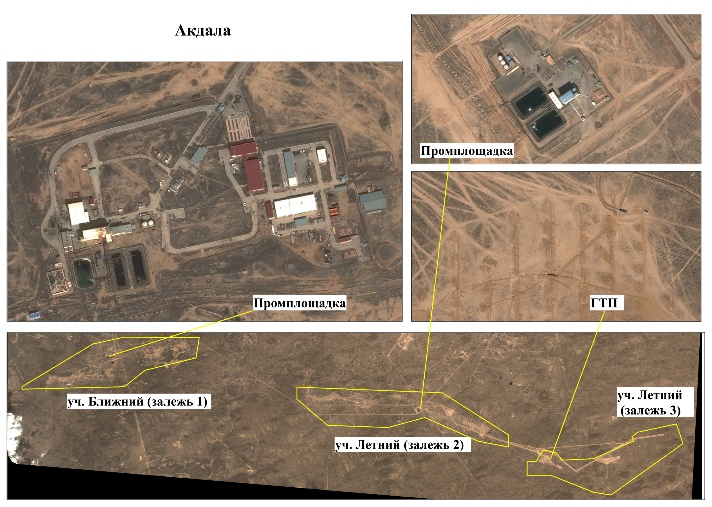 Акдала
Промплощадка
Промплощадка
ГТП
уч. Ближний (залежь 1)
уч. Летний (залежь 2)
уч. Летний
(залежь 3)